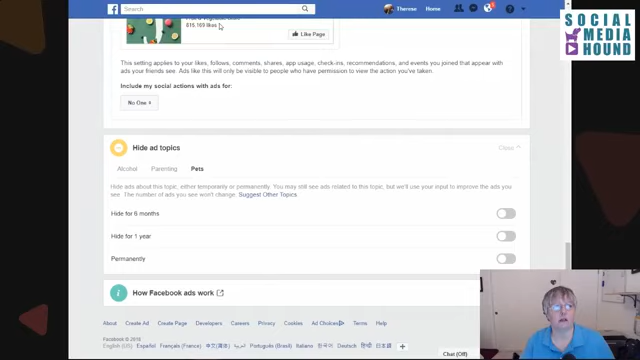 Search
Therese Home
SOCIAL
MEDIA
HOUND
615,169 likes
Like Page
This setting applies to your likes, follows, comments, shares, app usage, check-ins, recommendations, and events you joined that appear with
ads your friends see. Ads like this will only be visible to people who have permission to view the action you've taken.
Include my social actions with ads for:
No One
Hide ad topics
Close
Alcohol Parenting Pets
Hide ads about this topic, either temporarily or permanently. You may still see ads related to this topic, but we'll use your input to improve the ads you
see. The number of ads you see won't change. Suggest Other Topics
Hide for 6 months
Hide for 1 year
Permanently
How Facebook ads work
About Create Ad Create Page Developers Careers Privacy Cookies Ad Choices Terms Help
Facebook © 2016
English (US) Español Français (France) 中文(简体) العربية Português (Brasil) Italiano 한국어 Deutsch हिन्दी 日本語
Chat (Off)